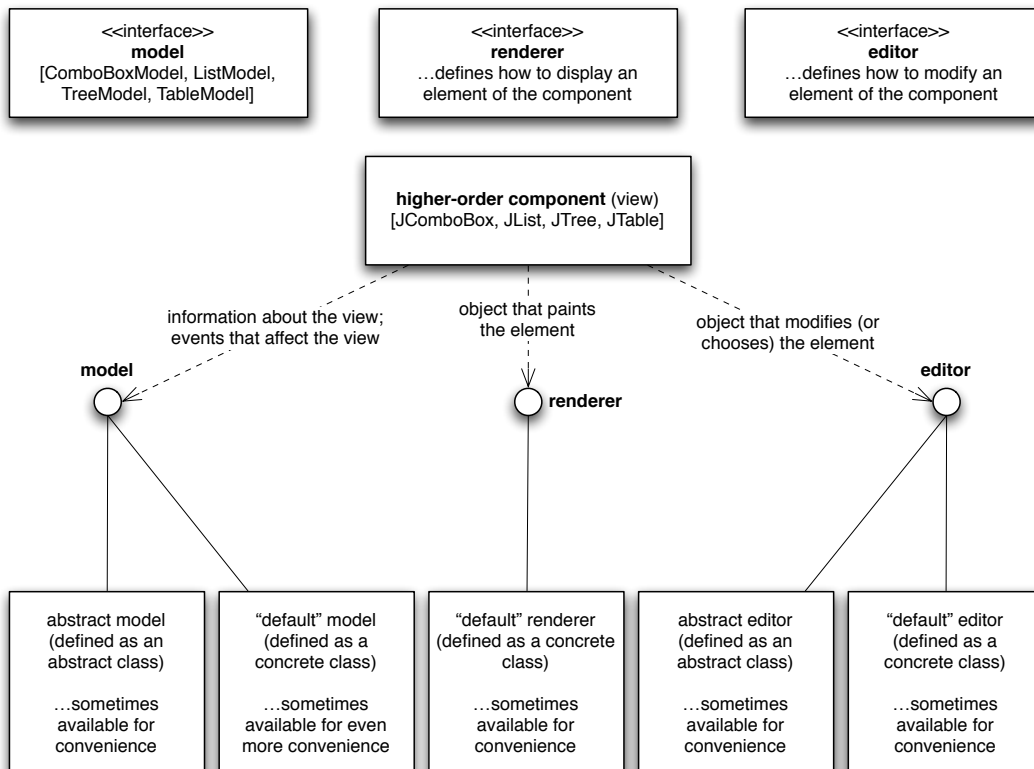 <<interface>>
model
[ComboBoxModel, ListModel,
TreeModel, TableModel]
<<interface>>
renderer
…defines how to display an
element of the component
<<interface>>
editor
…defines how to modify an
element of the component
higher-order component (view)
[JComboBox, JList, JTree, JTable]
information about the view;
events that affect the view
object that paints
the element
object that modifies (or
chooses) the element
model
renderer
editor
abstract model
(defined as an
abstract class)
…sometimes
available for
convenience
“default” model
(defined as a
concrete class)
…sometimes
available for even
more convenience
“default” renderer
(defined as a concrete
class)
…sometimes
available for
convenience
abstract editor
(defined as an
abstract class)
…sometimes
available for
convenience
“default” editor
(defined as a
concrete class)
…sometimes
available for
convenience